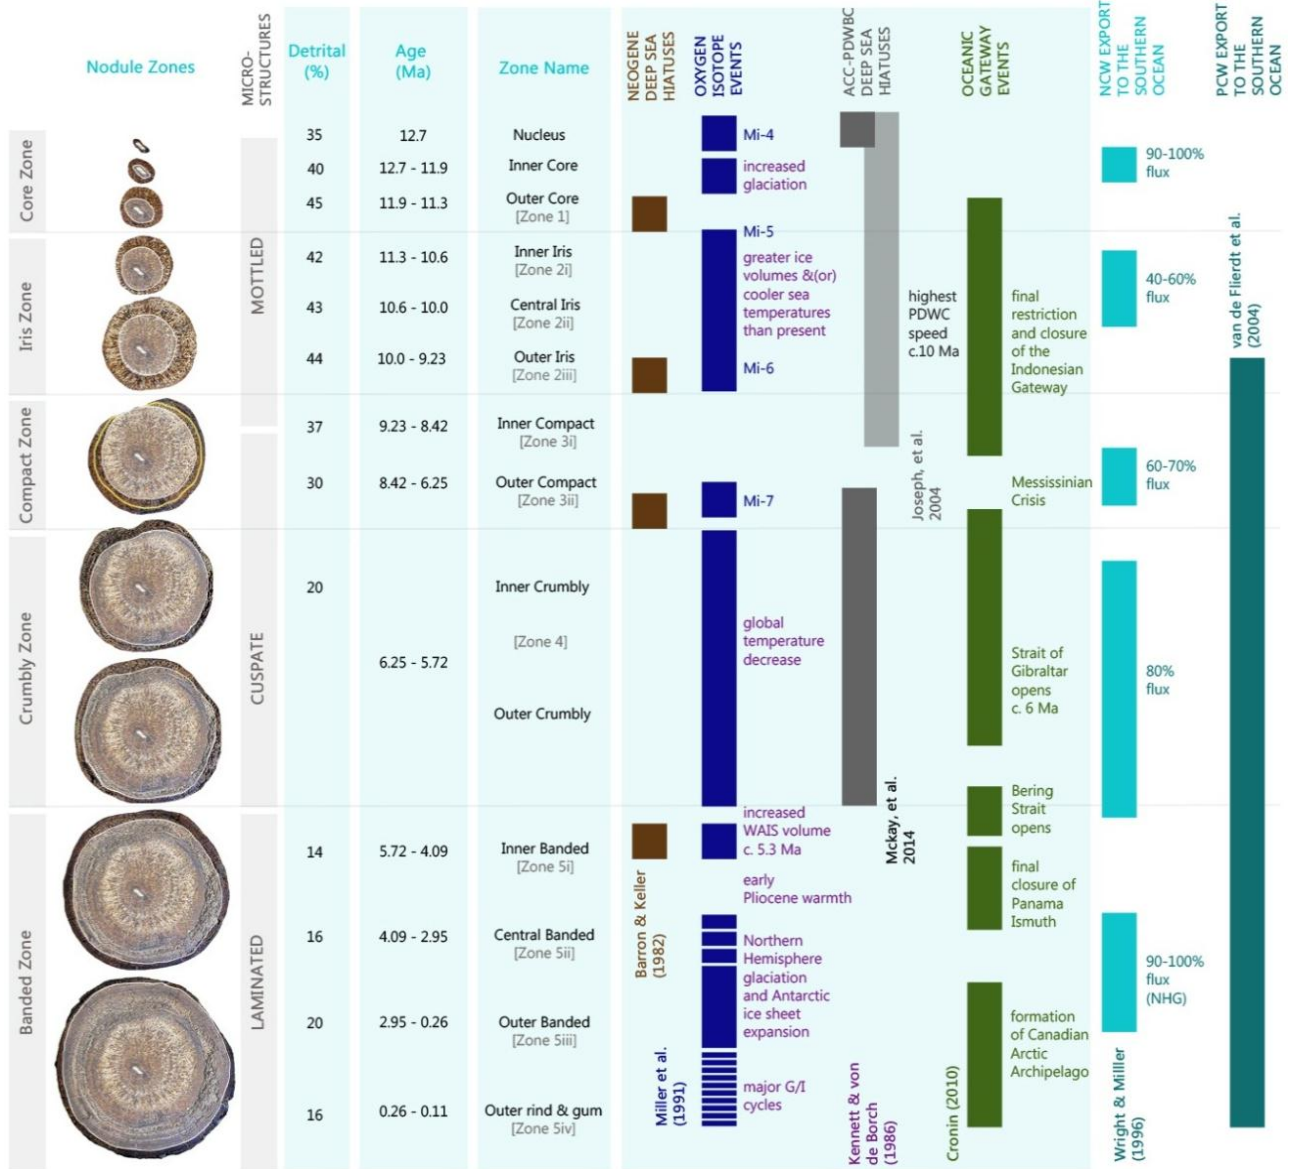 Nodule Zones
MICRO-
STRUCTURES
Detrital
(%)
Age
(Ma)
Zone Name
NEOGENE
DEEP SEA
HIATUSES
OXYGEN
ISOTOPE
EVENTS
ACC-PDWBC
DEEP SEA
HIATUSES
OCEANIC
GATEWAY
EVENTS
NCW EXPORT
TO THE
SOUTHERN
OCEAN
PCW EXPORT
TO THE
SOUTHERN
OCEAN
Core Zone
Iris Zone
Compact Zone
Crumbly Zone
Banded Zone
MOTTLED
CUSPATE
LAMINATED
35
12.7
Nucleus
40
12.7 - 11.9
Inner Core
45
11.9 - 11.3
Outer Core
[Zone 1]
42
11.3 - 10.6
Inner Iris
[Zone 2i]
43
10.6 - 10.0
Central Iris
[Zone 2ii]
44
10.0 - 9.23
Outer Iris
[Zone 2iii]
37
9.23 - 8.42
Inner Compact
[Zone 3i]
30
8.42 - 6.25
Outer Compact
[Zone 3ii]
20
Inner Crumbly
[Zone 4]
6.25 - 5.72
Outer Crumbly
14
5.72 - 4.09
Inner Banded
[Zone 5i]
16
4.09 - 2.95
Central Banded
[Zone 5ii]
20
2.95 - 0.26
Outer Banded
[Zone 5iii]
16
0.26 - 0.11
Outer rind & gum
[Zone 5iv]
Barron & Keller
(1982)
Mi-4
increased
glaciation
Mi-5
greater ice
volumes &(or)
cooler sea
temperatures
than present
Mi-6
Mi-7
global
temperature
decrease
increased
WAIS volume
c. 5.3 Ma
early
Pliocene warmth
Northern
Hemisphere
glaciation
and Antarctic
ice sheet
expansion
major G/I
cycles
Miller et al.
(1991)
highest
PDWC
speed
c.10 Ma
Joseph, et al.
2004
Mckay, et al.
2014
Kennett & von
de Borch
(1986)
final
restriction
and closure
of the
Indonesian
Gateway
Messissinian
Crisis
Strait of
Gibraltar
opens
c. 6 Ma
Bering
Strait
opens
final
closure of
Panama
Ismuth
formation
of Canadian
Arctic
Archipelago
Cronin (2010)
90-100%
flux
40-60%
flux
60-70%
flux
80%
flux
90-100%
flux
(NHG)
Wright & Milller
(1996)
van de Flierdt et al.
(2004)